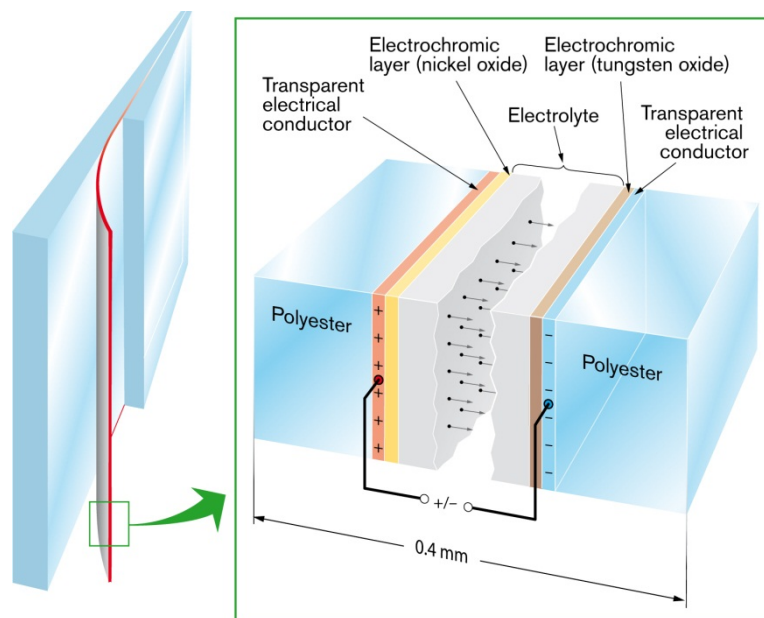 Electrochromic
layer (nickel oxide)
Electrochromic
layer (tungsten oxide)
Transparent
electrical
conductor
Electrolyte
Transparent
electrical
conductor
Polyester
Polyester
+
+
+
+
+
+
−
−
−
−
−
−
+/−
0.4 mm